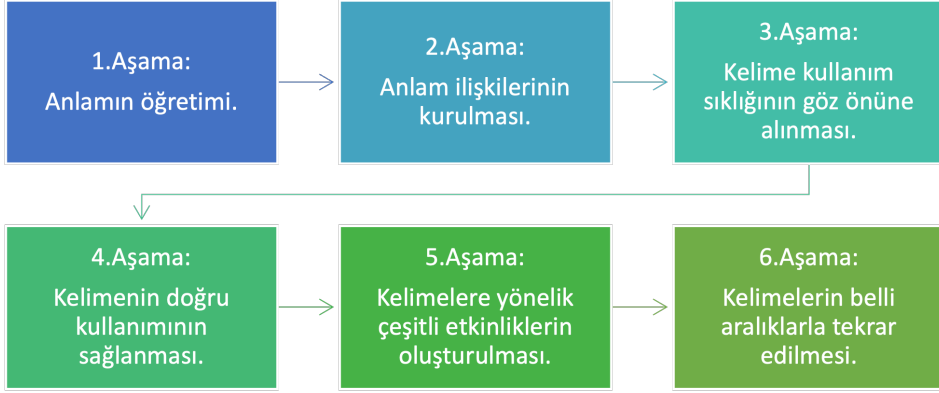 1.Aşama:
Anlamın öğretimi.
2.Aşama:
Anlam ilişkilerinin
kurulması.
3.Aşama:
Kelime kullanım
sıklığının göz önüne
alınması.
4.Aşama:
Kelimenin doğru
kullanımının
sağlanması.
5.Aşama:
Kelimelere yönelik
çeşitli etkinliklerin
oluşturulması.
6.Aşama:
Kelimelerin belli
aralıklarla tekrar
edilmesi.